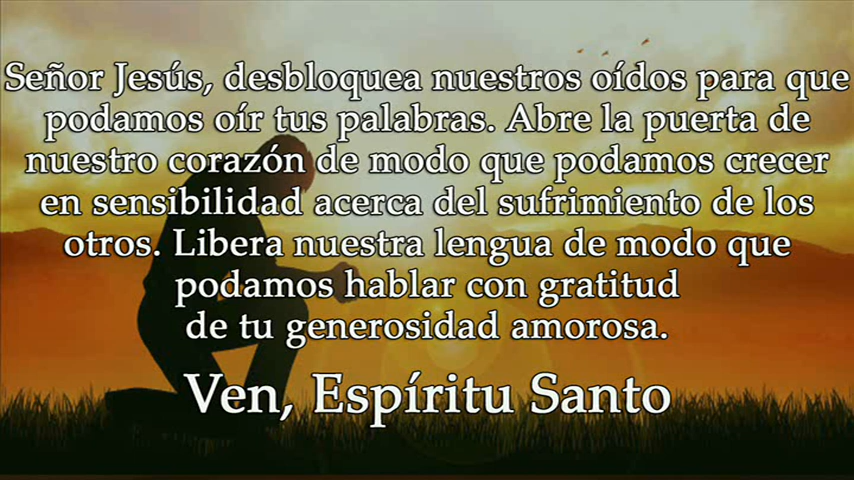 Señor Jesús, desbloquea nuestros oídos para que
podamos oír tus palabras. Abre la puerta de
nuestro corazón de modo que podamos crecer
en sensibilidad acerca del sufrimiento de los
otros. Libera nuestra lengua de modo que
podamos hablar con gratitud
de tu generosidad amorosa.
Ven, Espíritu Santo